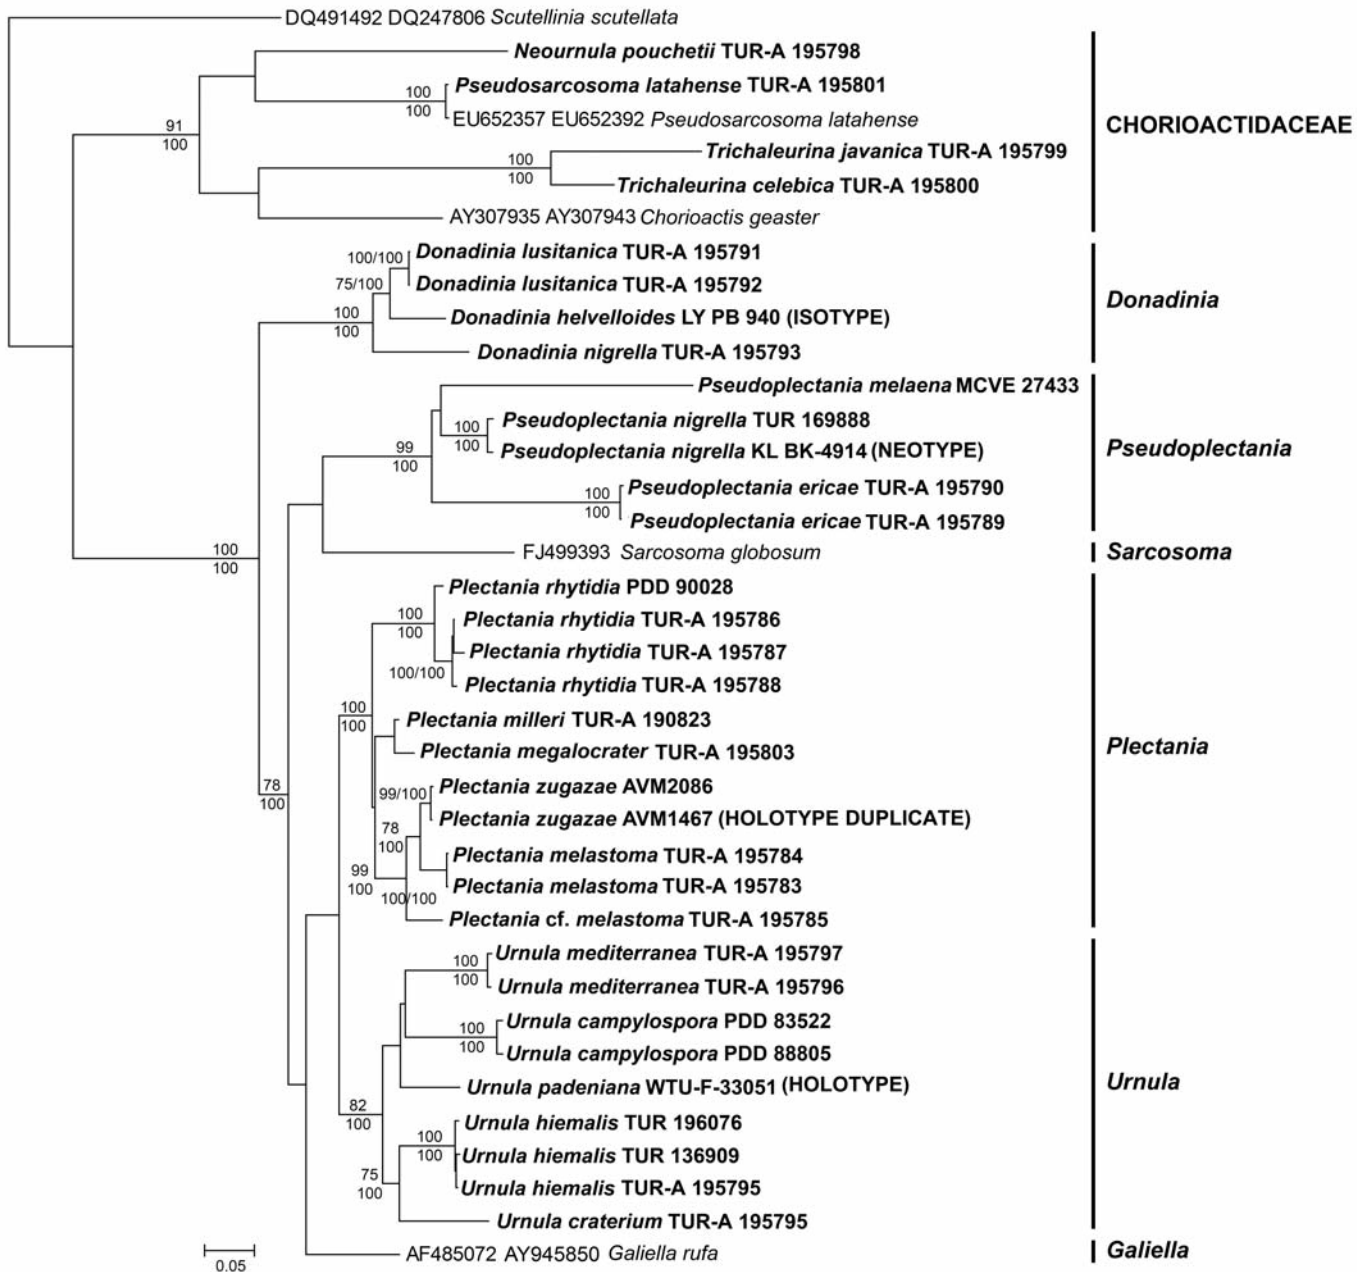 DQ491492 DQ247806 Scutellinia scutellata
Neournula pouchetii TUR-A 195798
100
100
Pseudosarcosoma latahense TUR-A 195801
EU652357 EU652392 Pseudosarcosoma latahense
91
100
CHORIOACTIDACEAE
100
100
Trichaleurina javanica TUR-A 195799
Trichaleurina celebica TUR-A 195800
AY307935 AY307943 Chorioactis geaster
100/100
Donadinia lusitanica TUR-A 195791
75/100
Donadinia lusitanica TUR-A 195792
Donadinia
100
100
Donadinia helvelloides LY PB 940 (ISOTYPE)
Donadinia nigrella TUR-A 195793
Pseudoplectania melaena MCVE 27433
100
100
Pseudoplectania nigrella TUR 169888
Pseudoplectania nigrella KL BK-4914 (NEOTYPE)
99
100
Pseudoplectania
100
100
Pseudoplectania ericae TUR-A 195790
Pseudoplectania ericae TUR-A 195789
100
100
FJ499393 Sarcosoma globosum
Sarcosoma
Plectania rhytidia PDD 90028
100
100
Plectania rhytidia TUR-A 195786
Plectania rhytidia TUR-A 195787
100/100
Plectania rhytidia TUR-A 195788
100
100
Plectania milleri TUR-A 190823
Plectania megalocrater TUR-A 195803
Plectania
78
100
99/100
Plectania zugazae AVM2086
Plectania zugazae AVM1467 (HOLOTYPE DUPLICATE)
78
100
Plectania melastoma TUR-A 195784
99
100
Plectania melastoma TUR-A 195783
100/100
Plectania cf. melastoma TUR-A 195785
100
100
Urnula mediterranea TUR-A 195797
Urnula mediterranea TUR-A 195796
100
100
Urnula campylospora PDD 83522
Urnula campylospora PDD 88805
Urnula padeniana WTU-F-33051 (HOLOTYPE)
Urnula
82
100
Urnula hiemalis TUR 196076
100
100
Urnula hiemalis TUR 136909
75
100
Urnula hiemalis TUR-A 195795
Urnula craterium TUR-A 195795
AF485072 AY945850 Galiella rufa
Galiella
0.05